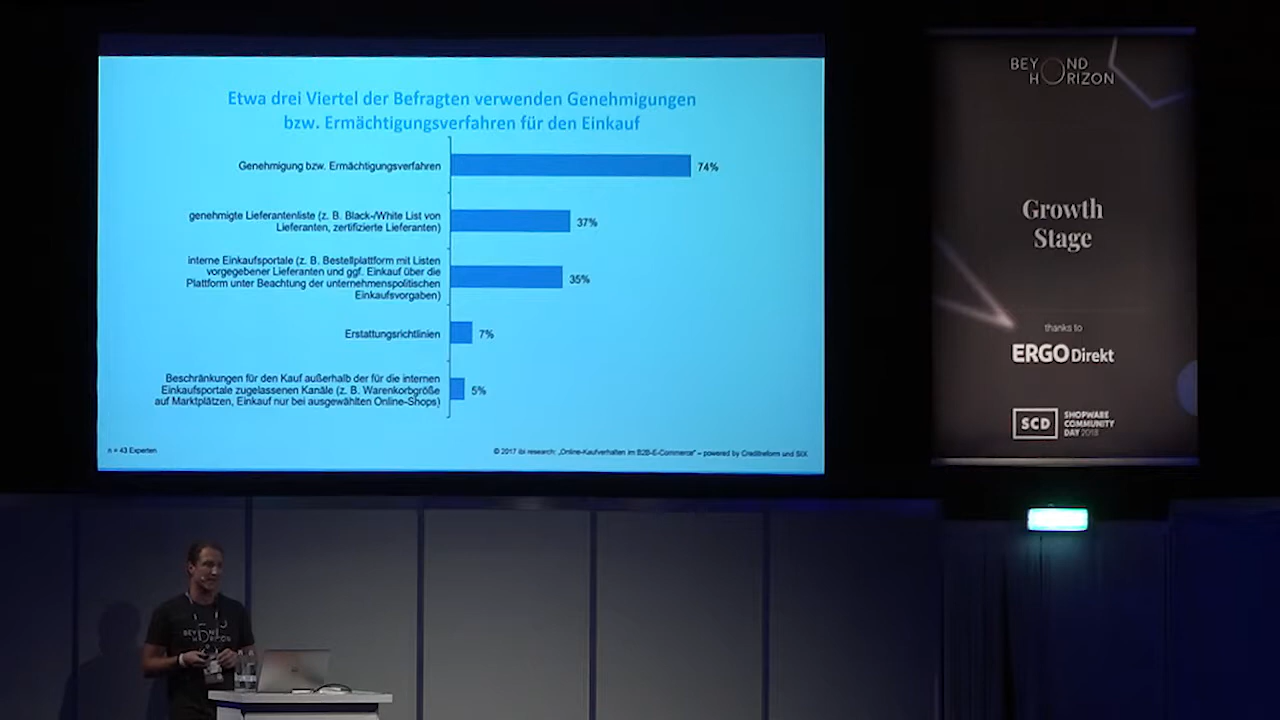 Etwa drei Viertel der Befragten verwenden Genehmigungen
bzw. Ermächtigungsverfahren für den Einkauf
Genehmigung bzw. Ermächtigungsverfahren
74%
genehmigte Lieferantenliste (z. B. Black-/White List von
Lieferanten, zertifizierte Lieferanten)
37%
interne Einkaufsportale (z. B. Bestellplattform mit Listen
vorgegebener Lieferanten und ggf. Einkauf über die
Plattform unter Beachtung der unternehmenspolitischen
Einkaufsvorgaben)
35%
Erstattungsrichtlinien
7%
Beschränkungen für den Kauf außerhalb der für die internen
Einkaufsportale zugelassenen Kanäle (z. B. Warenkorbgröße
auf Marktplätzen, Einkauf nur bei ausgewählten Online-Shops)
5%
n = 43 Experten
© 2017 ibi research: „Online-Kaufverhalten im B2B-E-Commerce“ – powered by Creditreform und SIX
BEYOND
HORIZON
Growth
Stage
thanks to
ERGO Direkt
SCD
SHOPWARE
COMMUNITY
DAY 2018
BEYOND
HORIZON